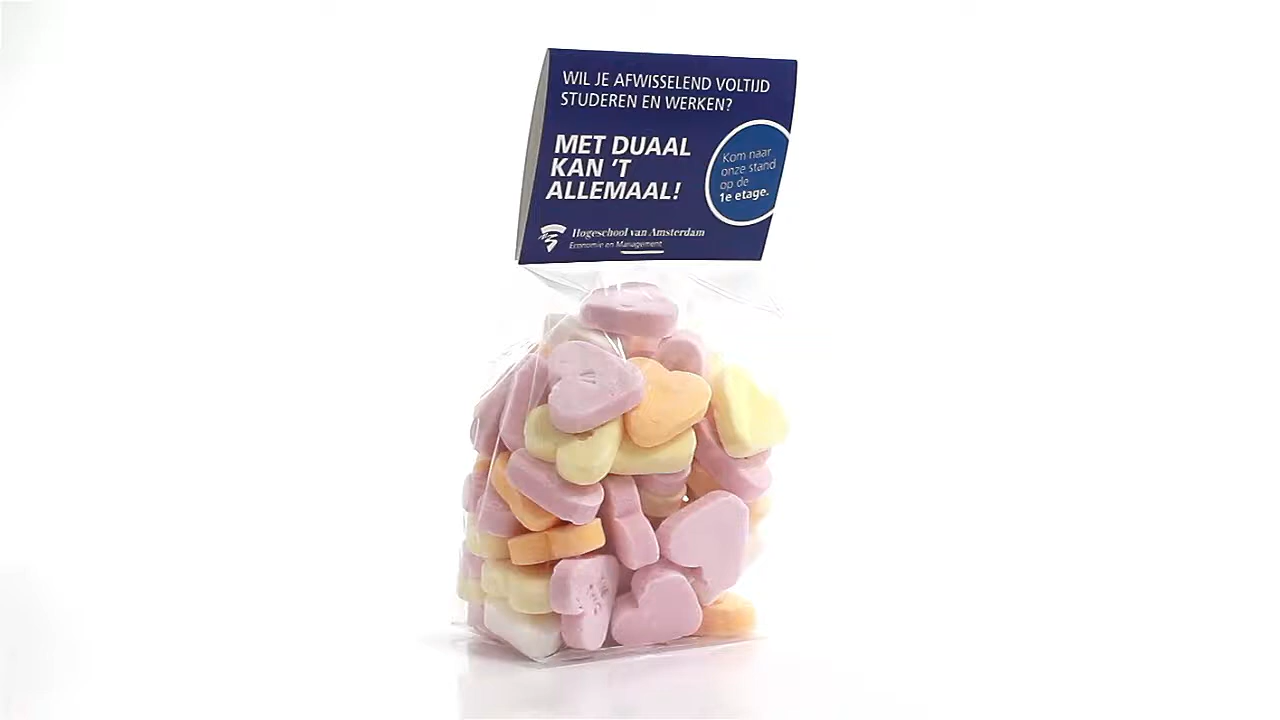 WIL JE AFWISSELEND VOLTIJD
STUDEREN EN WERKEN?
MET DUAAL
KAN 'T
ALLEMAAL!
Kom naar
onze stand
op de
1e etage.
Hogeschool van Amsterdam
Economie en Management